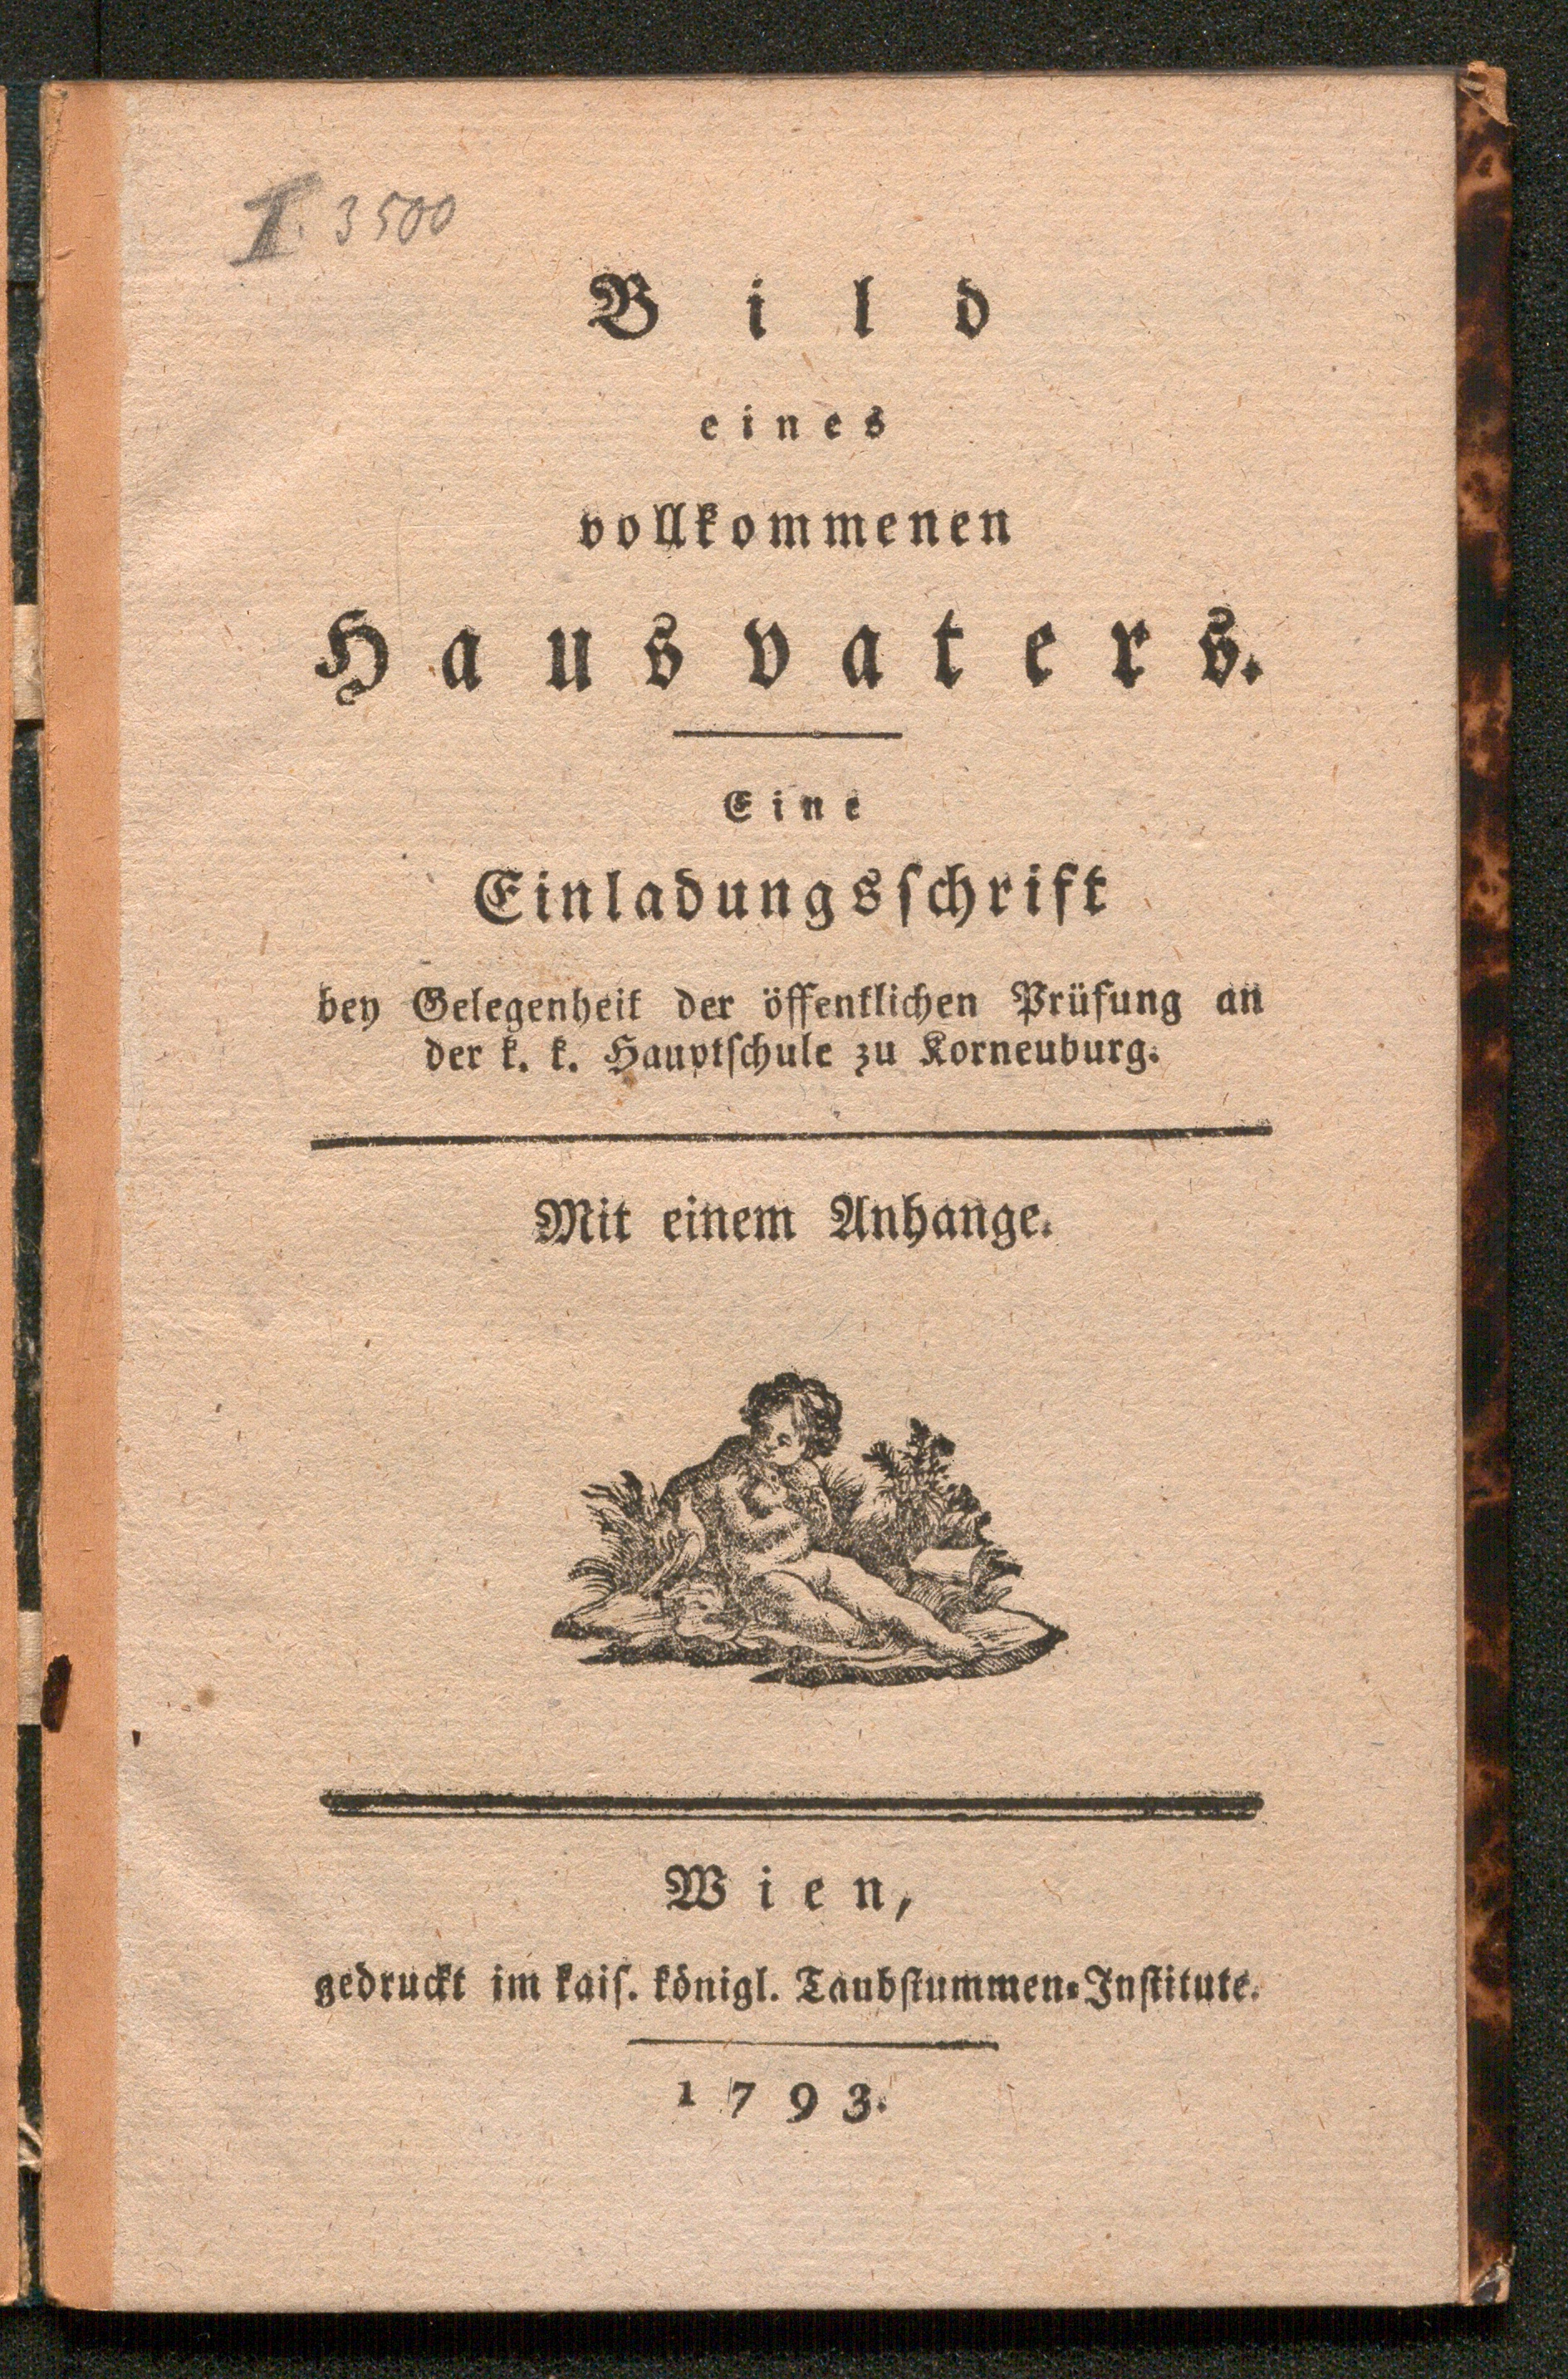 II. 3500
Bild
eines
vollkommenen
Hausvaters.
Eine
Einladungsſchrift
bey Gelegenheit der öffentlichen Prüfung an
der k. k. Hauptſchule zu Korneuburg.
Mit einem Anhange.
Wien,
gedruckt im kaiſ. königl. Taubſtummen-Inſtitute.
1793.